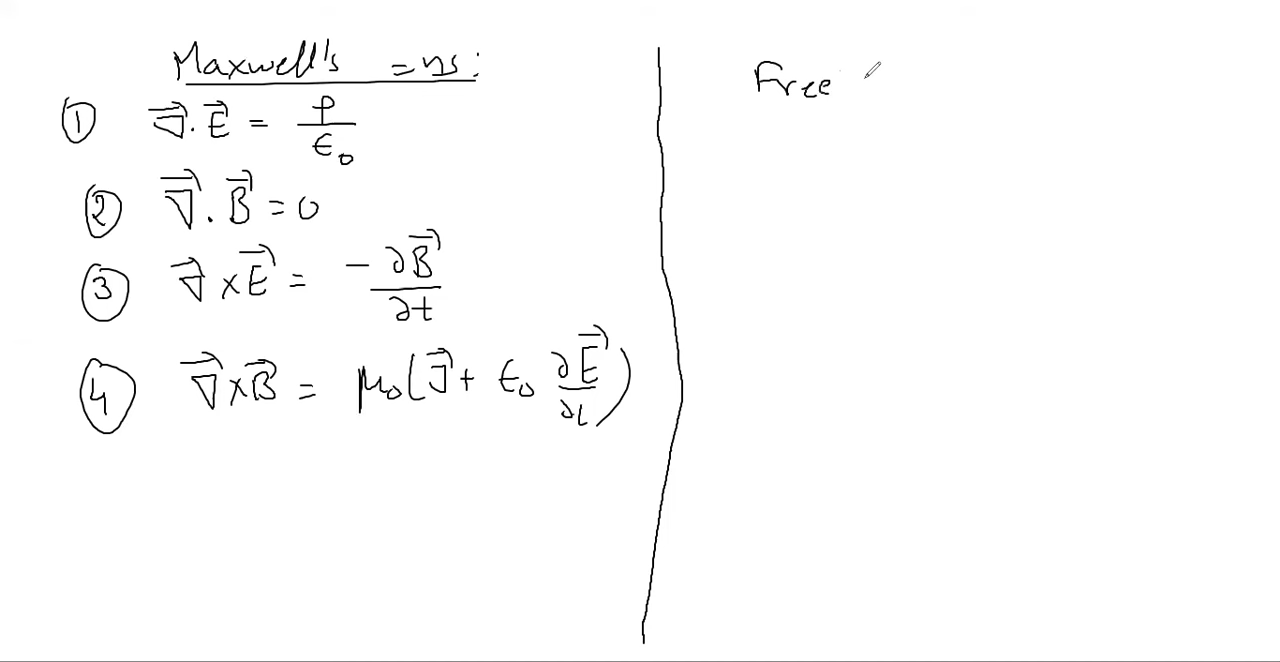 Maxwell's =ns:
① ∇⃗.E⃗ = ρ/ϵ₀
② ∇⃗.B⃗ = 0
③ ∇⃗×E⃗ = -∂B⃗/∂t
④ ∇⃗×B⃗ = μ₀(J⃗ + ϵ₀ ∂E⃗/∂t)
Free